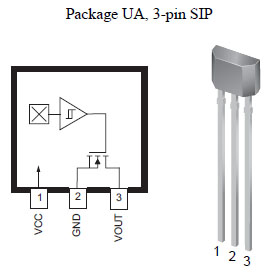 Package UA, 3-pin SIP
1 2 3
VCC GND VOUT
1 2 3